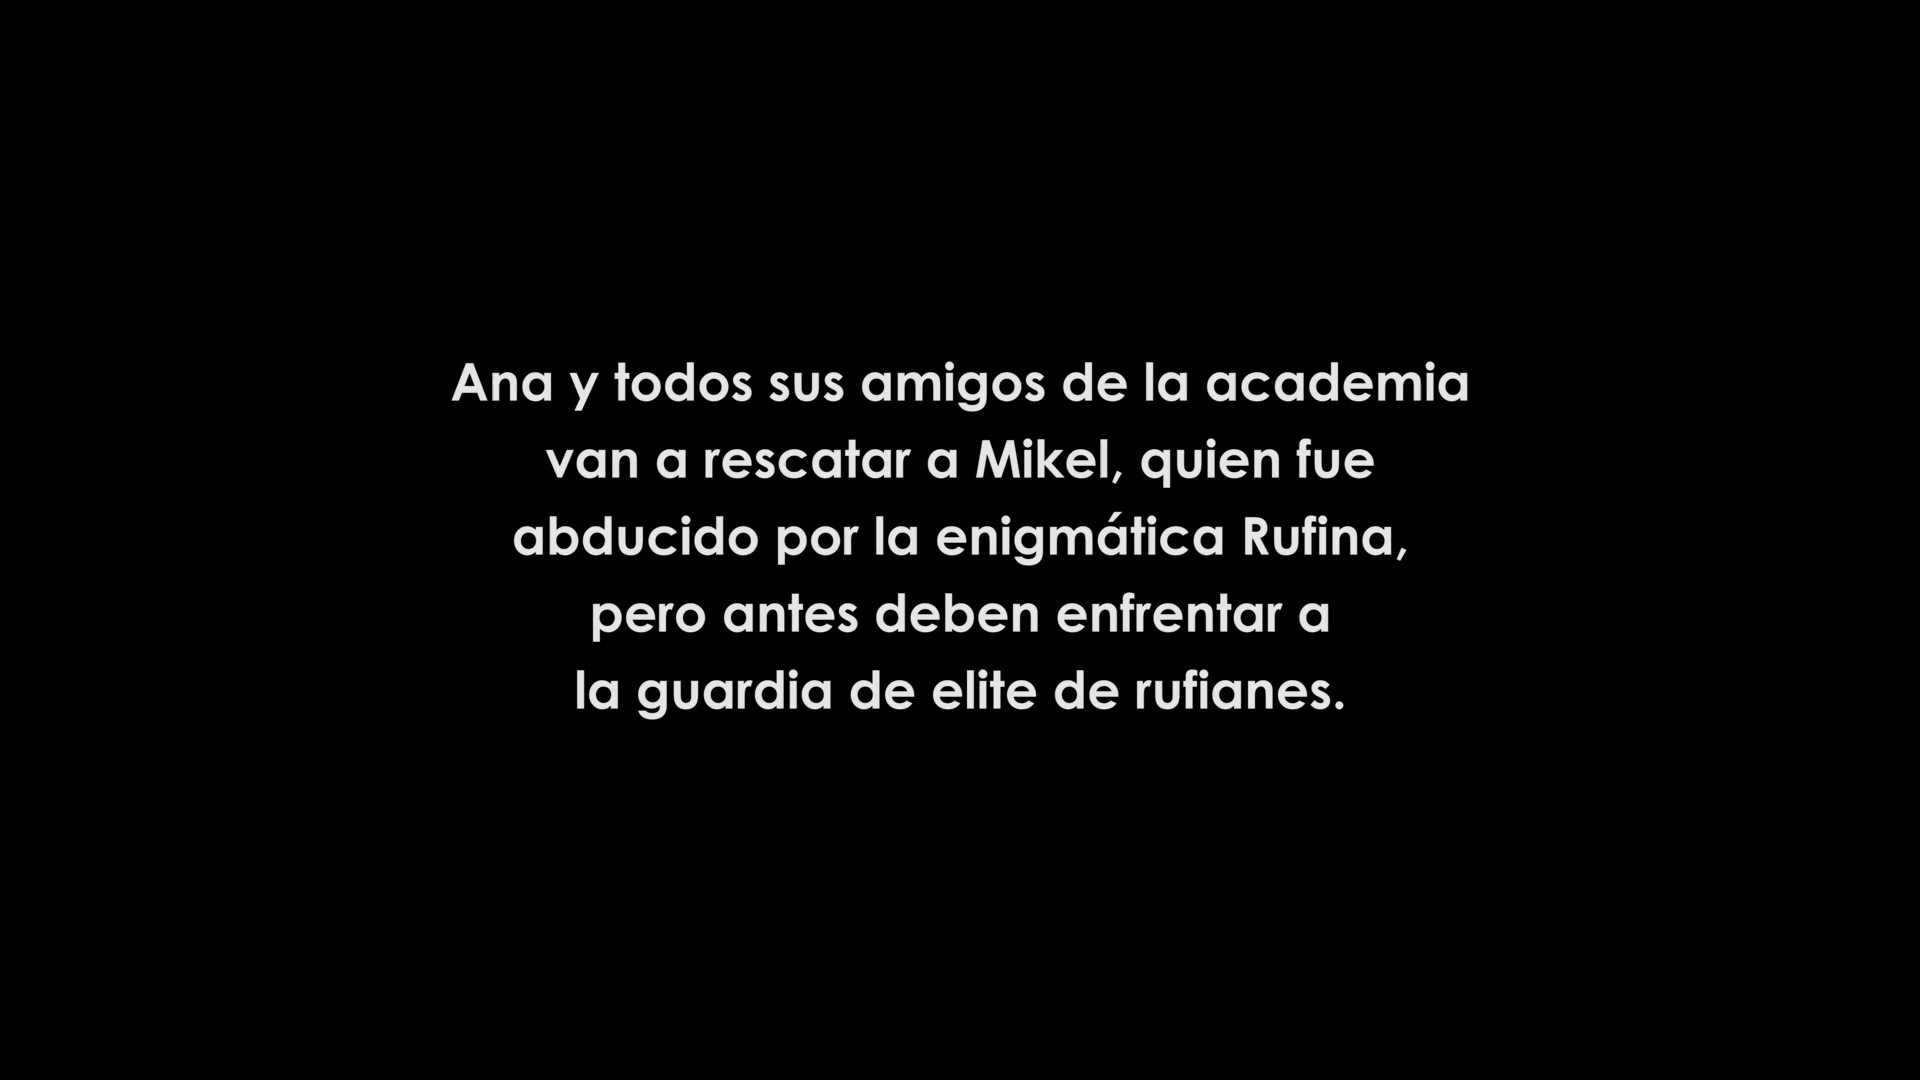 Ana y todos sus amigos de la academia
van a rescatar a Mikel, quien fue
abducido por la enigmática Rufina,
pero antes deben enfrentar a
la guardia de elite de rufianes.